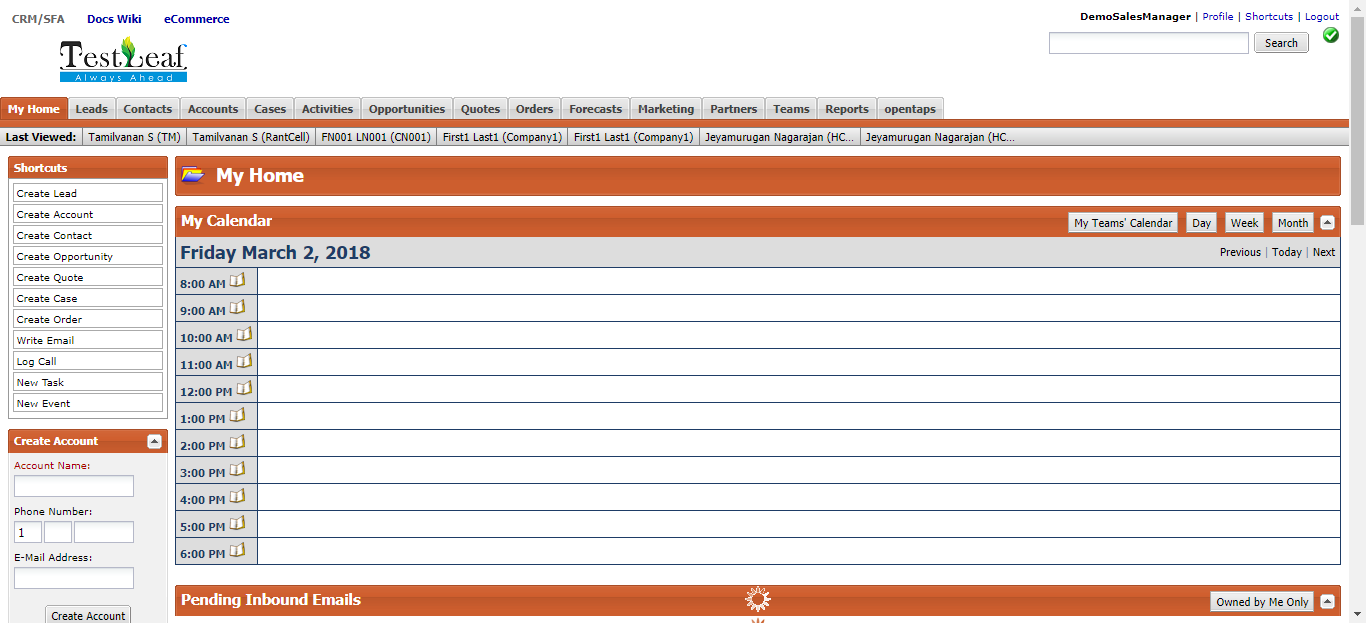 CRM/SFA Docs Wiki eCommerce
DemoSalesManager | Profile | Shortcuts | Logout
Search
TestLeaf
Always Ahead
My Home Leads Contacts Accounts Cases Activities Opportunities Quotes Orders Forecasts Marketing Partners Teams Reports opentaps
Last Viewed: Tamilvanan S (TM) Tamilvanan S (RantCell) FN001 LN001 (CN001) First1 Last1 (Company1) First1 Last1 (Company1) Jeyamurugan Nagarajan (HC... Jeyamurugan Nagarajan (HC...
Shortcuts
Create Lead
Create Account
Create Contact
Create Opportunity
Create Quote
Create Case
Create Order
Write Email
Log Call
New Task
New Event
Create Account
Account Name:
Phone Number:
1
E-Mail Address:
Create Account
My Home
My Calendar My Teams' Calendar Day Week Month
Friday March 2, 2018 Previous | Today | Next
8:00 AM
9:00 AM
10:00 AM
11:00 AM
12:00 PM
1:00 PM
2:00 PM
3:00 PM
4:00 PM
5:00 PM
6:00 PM
Pending Inbound Emails Owned by Me Only